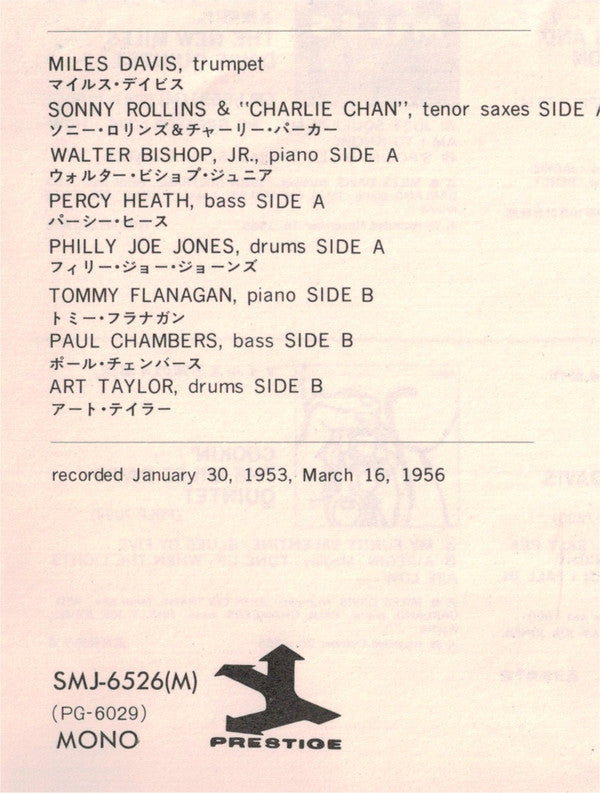 MILES DAVIS, trumpet
マイルス・デイビス
SONNY ROLLINS & "CHARLIE CHAN", tenor saxes SIDE A
ソニー・ロリンズ&チャーリー・パーカー
WALTER BISHOP, JR., piano SIDE A
ウォルター・ビショプ・ジュニア
PERCY HEATH, bass SIDE A
パーシー・ヒース
PHILLY JOE JONES, drums SIDE A
フィリー・ジョー・ジョーンズ
TOMMY FLANAGAN, piano SIDE B
トミー・フラナガン
PAUL CHAMBERS, bass SIDE B
ポール・チェンバース
ART TAYLOR, drums SIDE B
アート・テイラー
recorded January 30, 1953, March 16, 1956
SMJ-6526(M)
(PG-6029)
MONO
PRESTIGE